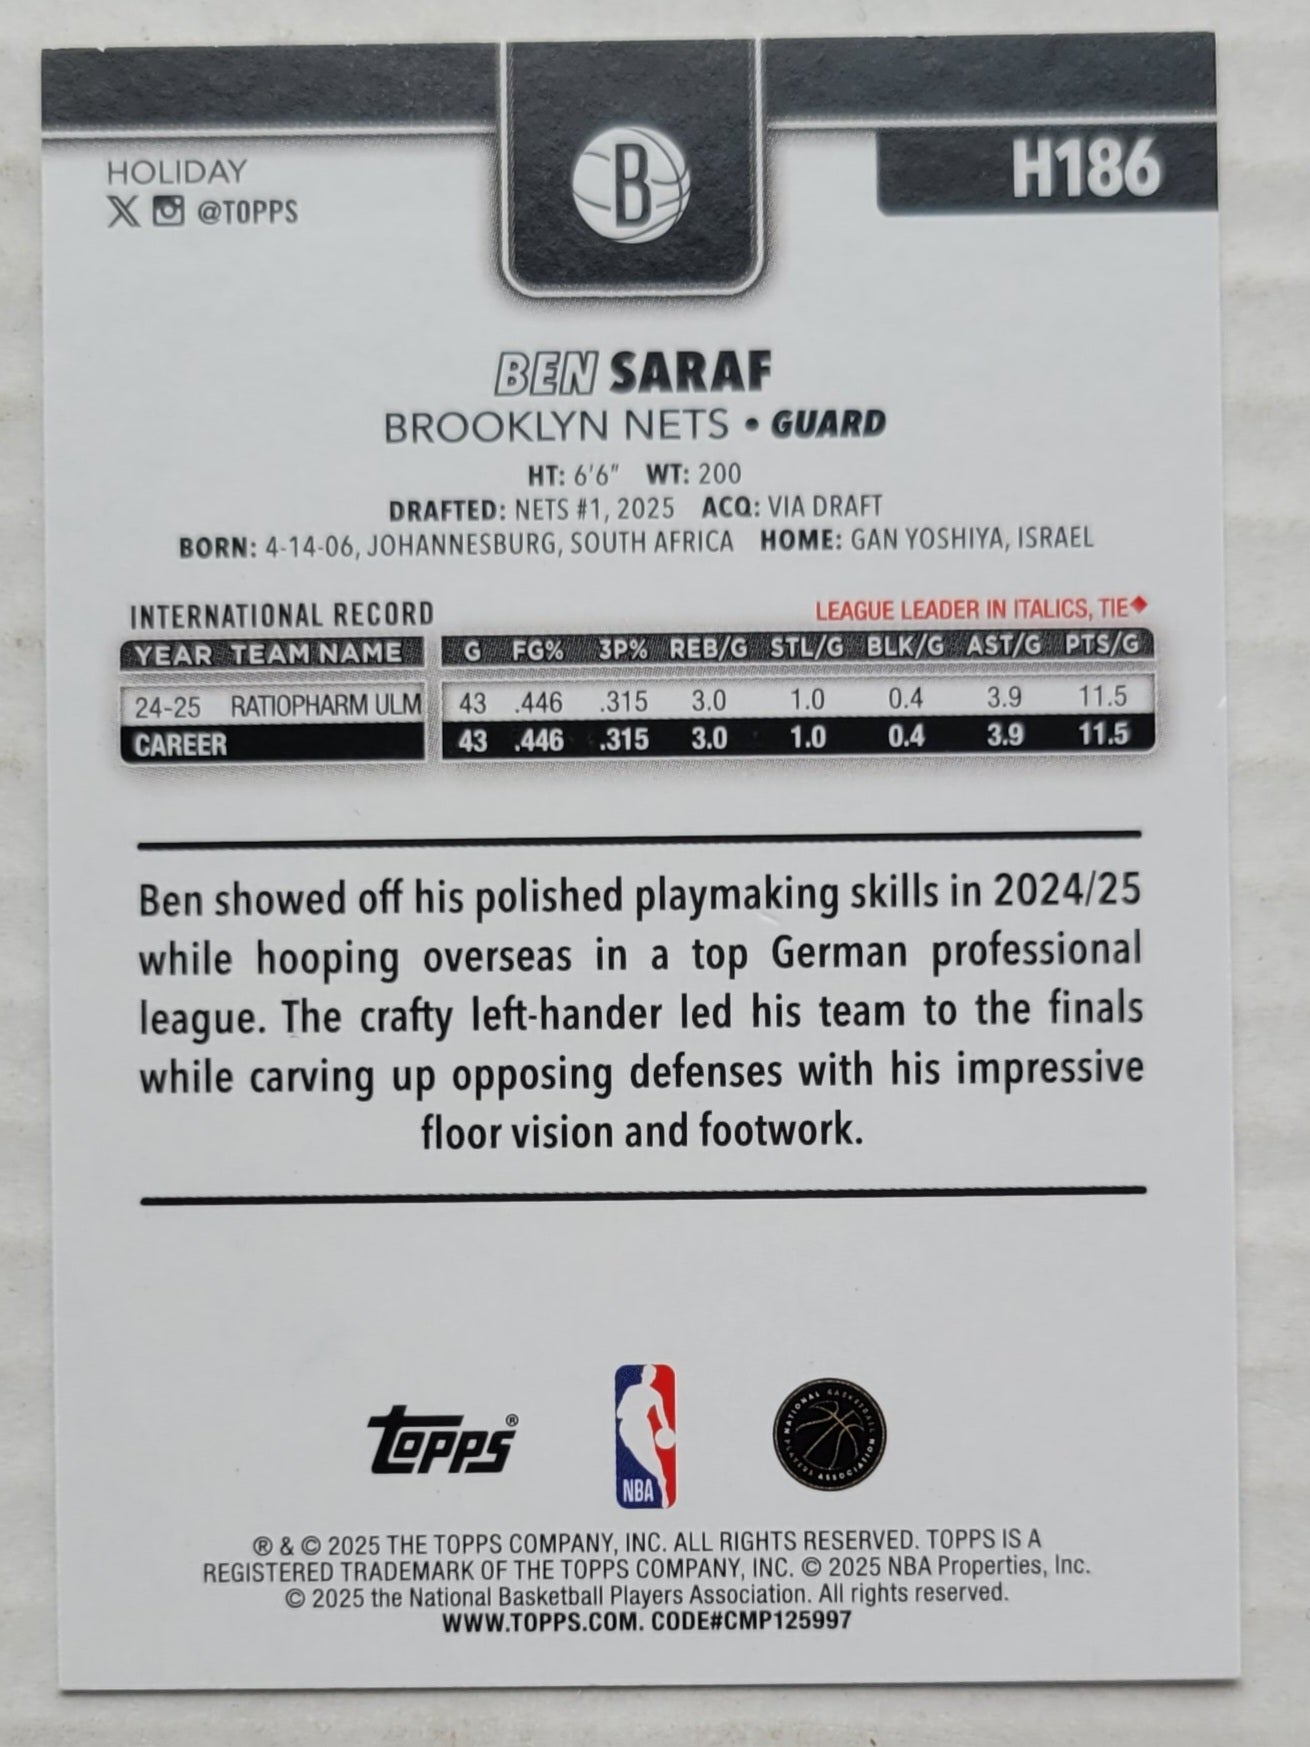 HOLIDAY
@TOPPS
B
H186
BEN SARAF
BROOKLYN NETS • GUARD
HT: 6'6" WT: 200
DRAFTED: NETS #1, 2025 ACQ: VIA DRAFT
BORN: 4-14-06, JOHANNESBURG, SOUTH AFRICA HOME: GAN YOSHIYA, ISRAEL
INTERNATIONAL RECORD LEAGUE LEADER IN ITALICS, TIE♦
YEAR TEAM NAME G FG% 3P% REB/G STL/G BLK/G AST/G PTS/G
24-25 RATIOPHARM ULM 43 .446 .315 3.0 1.0 0.4 3.9 11.5
CAREER 43 .446 .315 3.0 1.0 0.4 3.9 11.5
Ben showed off his polished playmaking skills in 2024/25
while hooping overseas in a top German professional
league. The crafty left-hander led his team to the finals
while carving up opposing defenses with his impressive
floor vision and footwork.
Topps®
NBA
NATIONAL BASKETBALL PLAYERS ASSOCIATION
® & © 2025 THE TOPPS COMPANY, INC. ALL RIGHTS RESERVED. TOPPS IS A
REGISTERED TRADEMARK OF THE TOPPS COMPANY, INC. © 2025 NBA Properties, Inc.
© 2025 the National Basketball Players Association. All rights reserved.
WWW.TOPPS.COM. CODE#CMP125997